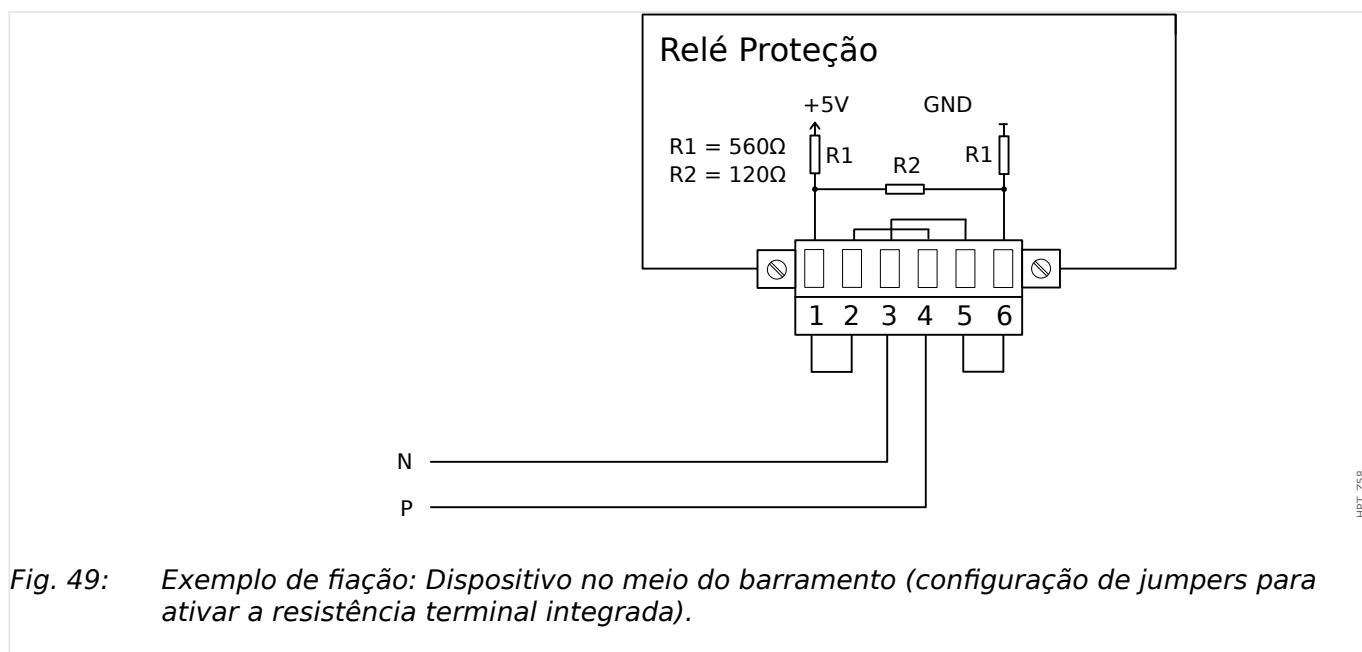 Relé Proteção
+5V GND
R1 = 560Ω
R2 = 120Ω
R1 R2 R1
1 2 3 4 5 6
N
P
HPT_Z58
Fig. 49: Exemplo de fiação: Dispositivo no meio do barramento (configuração de jumpers para
ativar a resistência terminal integrada).